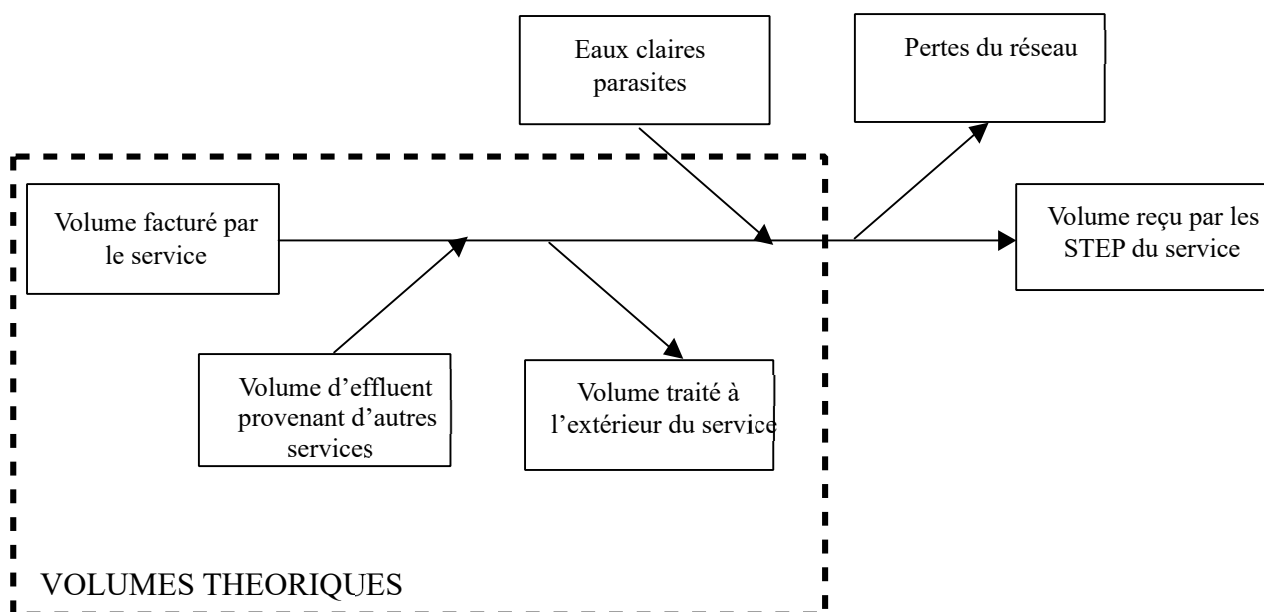 Eaux claires
parasites
Pertes du réseau
Volume facturé par
le service
Volume reçu par les
STEP du service
Volume d’effluent
provenant d’autres
services
Volume traité à
l’extérieur du service
VOLUMES THEORIQUES